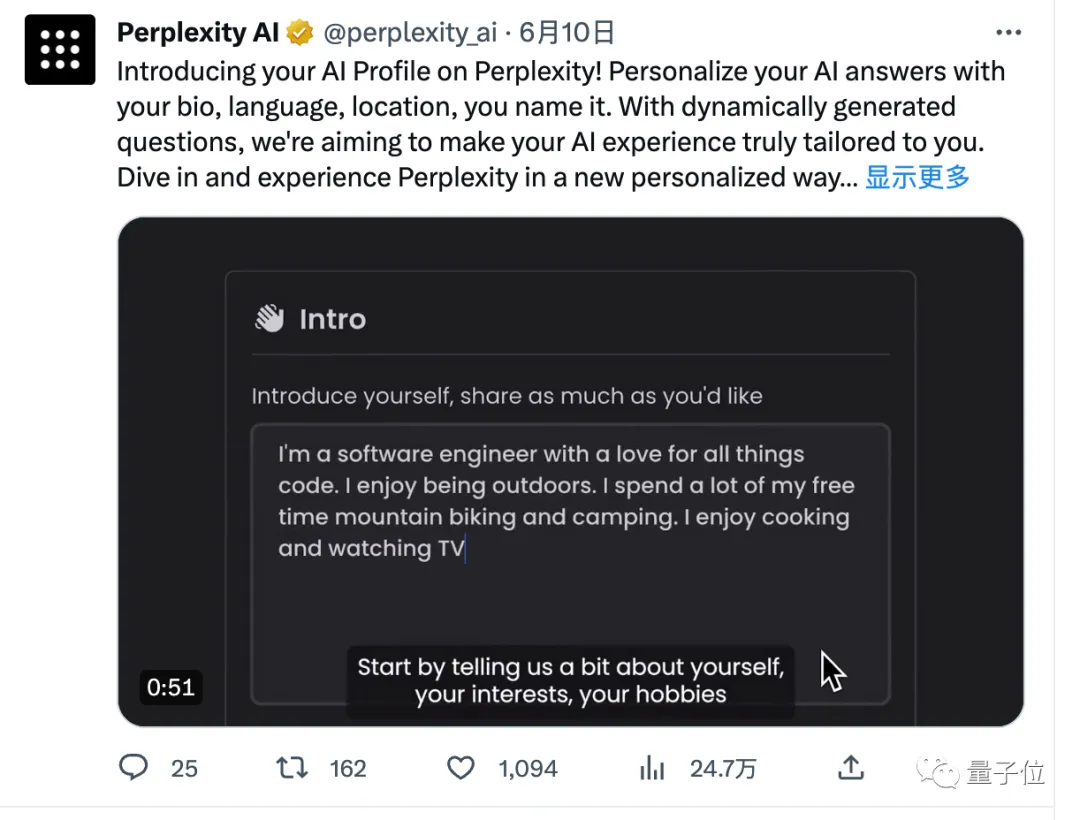 Perplexity AI @perplexity_ai · 6月10日
Introducing your AI Profile on Perplexity! Personalize your AI answers with
your bio, language, location, you name it. With dynamically generated
questions, we're aiming to make your AI experience truly tailored to you.
Dive in and experience Perplexity in a new personalized way... 显示更多
Intro
Introduce yourself, share as much as you'd like
I'm a software engineer with a love for all things
code. I enjoy being outdoors. I spend a lot of my free
time mountain biking and camping. I enjoy cooking
and watching TV
Start by telling us a bit about yourself,
your interests, your hobbies
0:51
25 162 1,094 24.7万
量子位